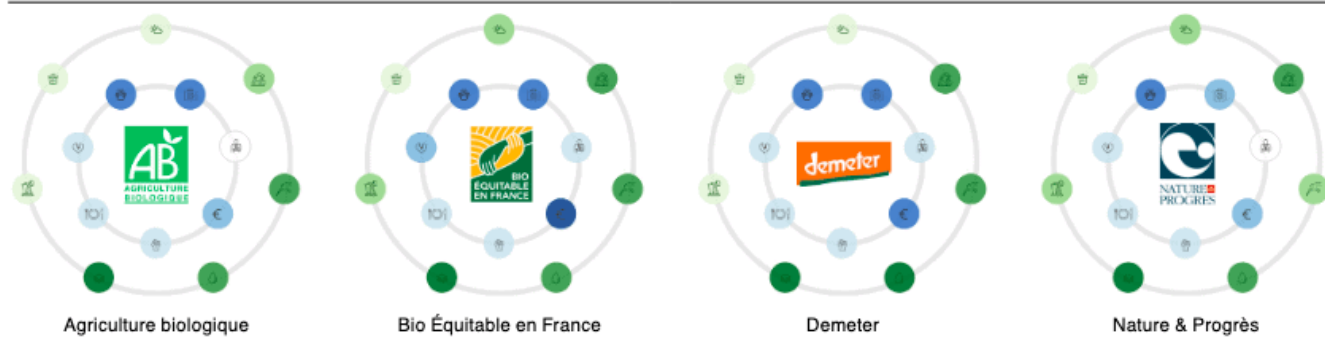 AB
AGRICULTURE
BIOLOGIQUE
€
Agriculture biologique
BIO
ÉQUITABLE
EN FRANCE
Bio Équitable en France
demeter
€
Demeter
NATURE &
PROGRÈS
€
Nature & Progrès